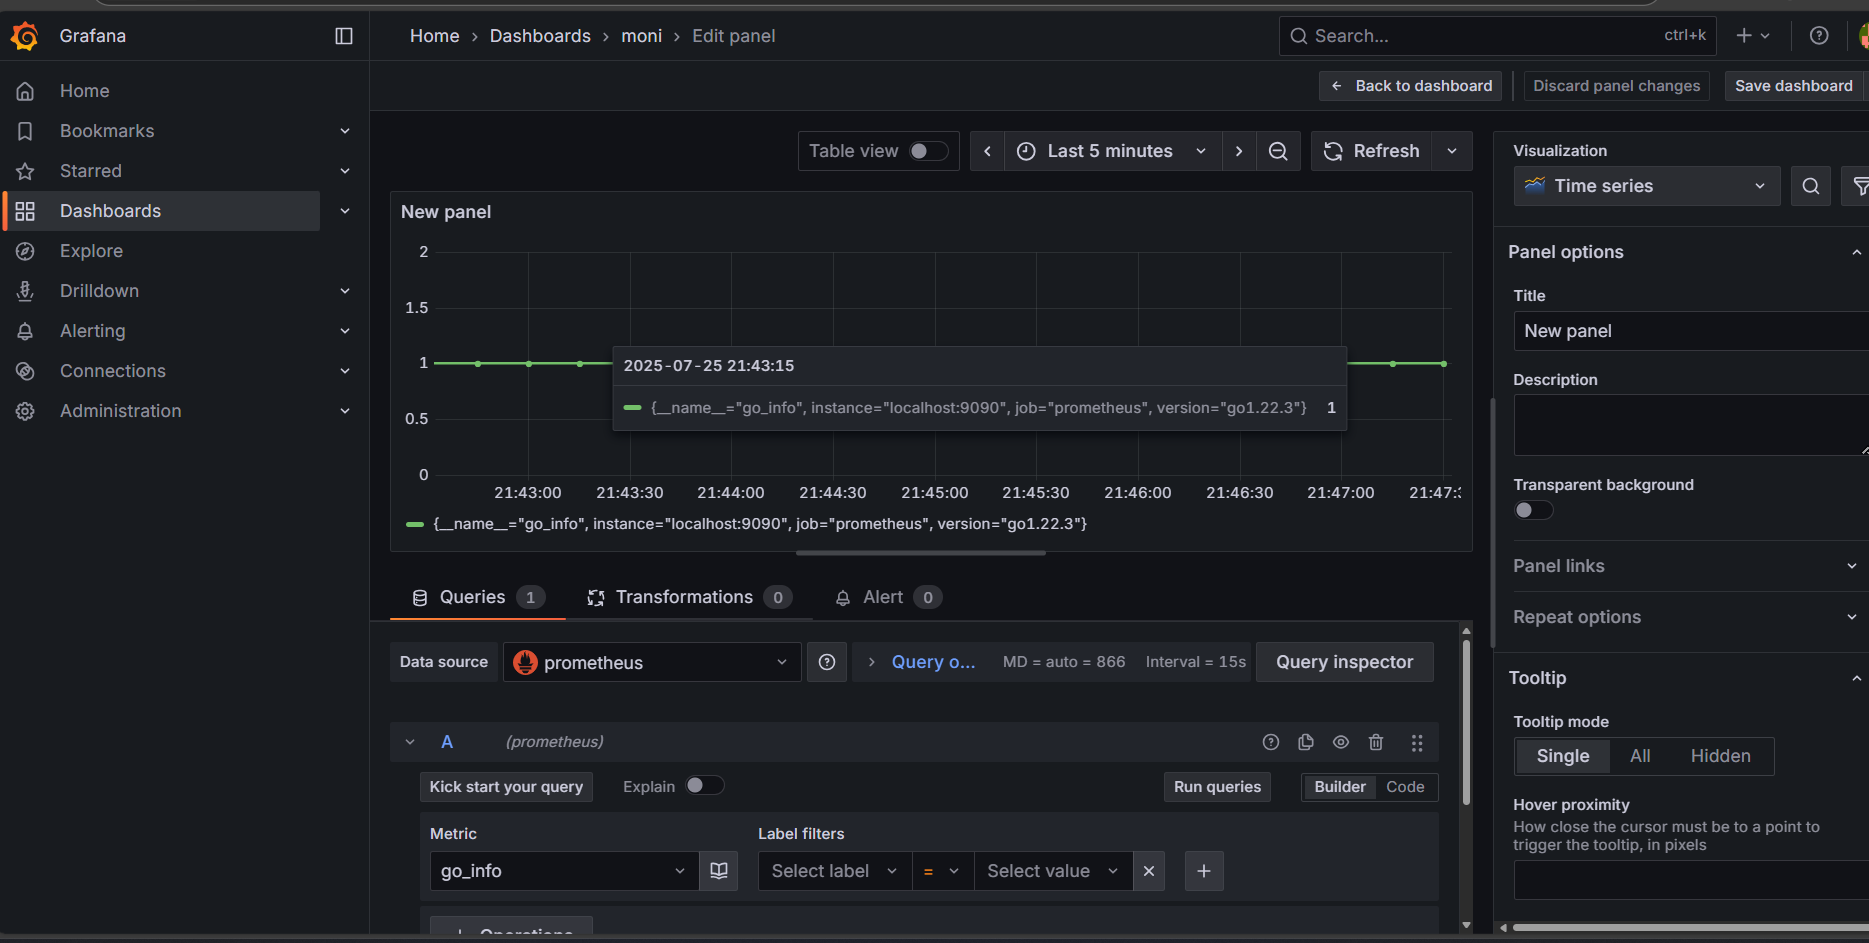 Grafana
Home › Dashboards › moni › Edit panel
Search...
ctrl+k
Home
Bookmarks
Starred
Dashboards
Explore
Drilldown
Alerting
Connections
Administration
Back to dashboard
Discard panel changes
Save dashboard
Table view
Last 5 minutes
Refresh
New panel
2
1.5
1
0.5
0
2025-07-25 21:43:15
{__name__="go_info", instance="localhost:9090", job="prometheus", version="go1.22.3"} 1
21:43:00 21:43:30 21:44:00 21:44:30 21:45:00 21:45:30 21:46:00 21:46:30 21:47:00 21:47:3
{__name__="go_info", instance="localhost:9090", job="prometheus", version="go1.22.3"}
Queries 1
Transformations 0
Alert 0
Data source
prometheus
Query o...
MD = auto = 866
Interval = 15s
Query inspector
A
(prometheus)
Kick start your query
Explain
Run queries
Builder
Code
Metric
Label filters
go_info
Select label
=
Select value
Operations
Visualization
Time series
Panel options
Title
New panel
Description
Transparent background
Panel links
Repeat options
Tooltip
Tooltip mode
Single
All
Hidden
Hover proximity
How close the cursor must be to a point to
trigger the tooltip, in pixels